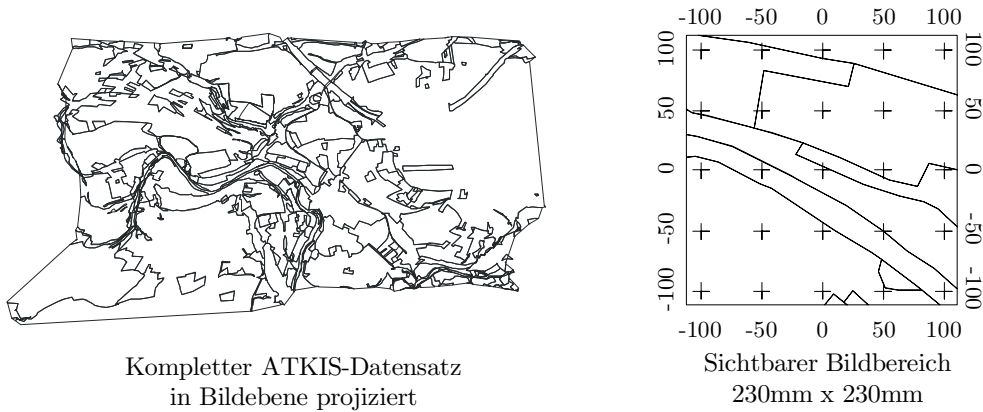 -100 -50 0 50 100
100 100
50 50
0 0
-50 -50
-100 -100
-100 -50 0 50 100
Kompletter ATKIS-Datensatz
in Bildebene projiziert
Sichtbarer Bildbereich
230mm x 230mm